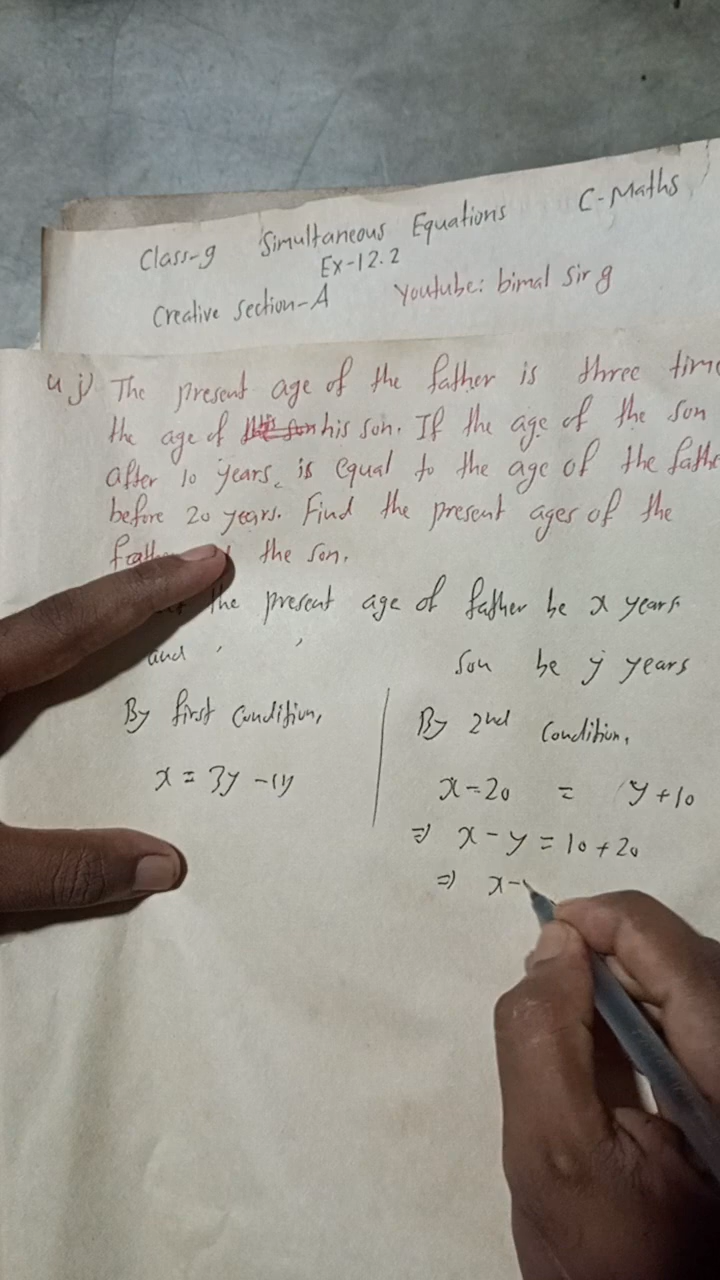 Class-9 Simultaneous Equations C-Maths
Ex-12.2
Creative section-A Youtube: bimal sir g
4 j) The present age of the father is three
the age of his son. If the age of the son
after 10 years, is equal to the age of the
before 20 years. Find the present ages of the
the son.
the present age of father be x years
and ' ' son be y years
By first Condition,
x = 3y -(1)
By 2nd Condition,
x-20 = y+10
⇒ x-y = 10+20
⇒ x-